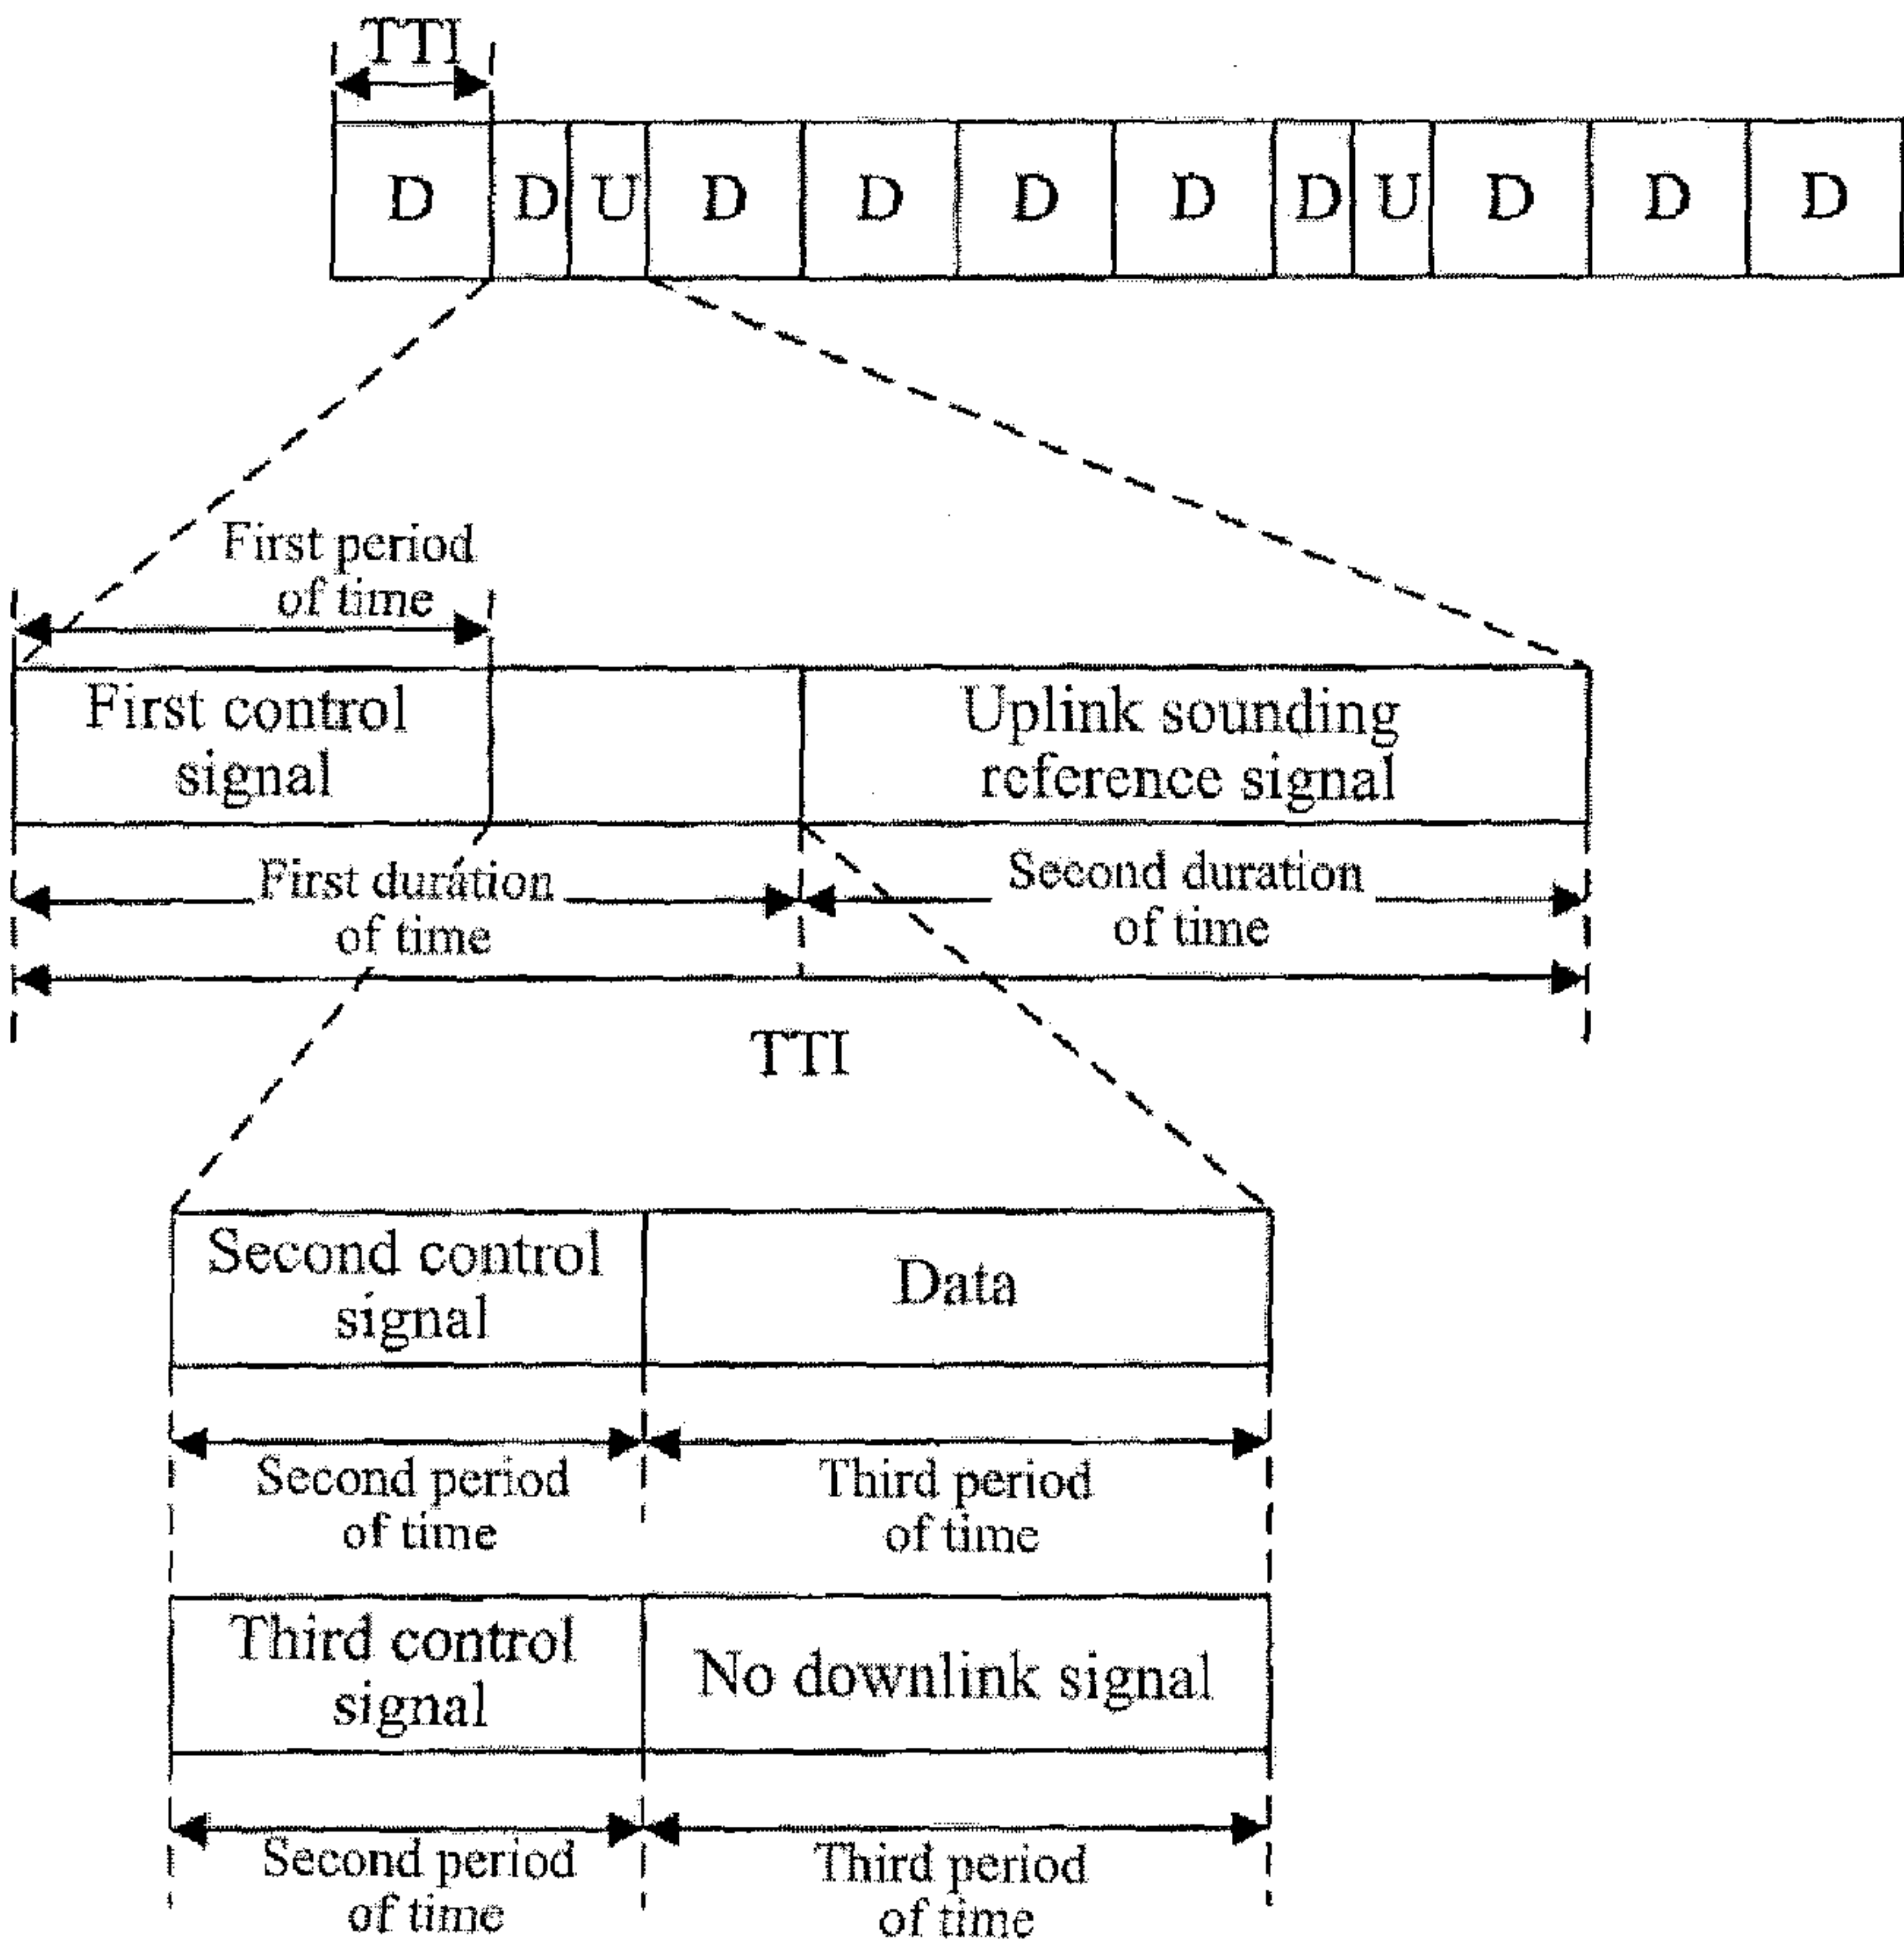 TTI
D D U D D D D D U D D D
First period
of time
First control
signal
Uplink sounding
reference signal
First duration
of time
Second duration
of time
TTI
Second control
signal
Data
Second period
of time
Third period
of time
Third control
signal
No downlink signal
Second period
of time
Third period
of time